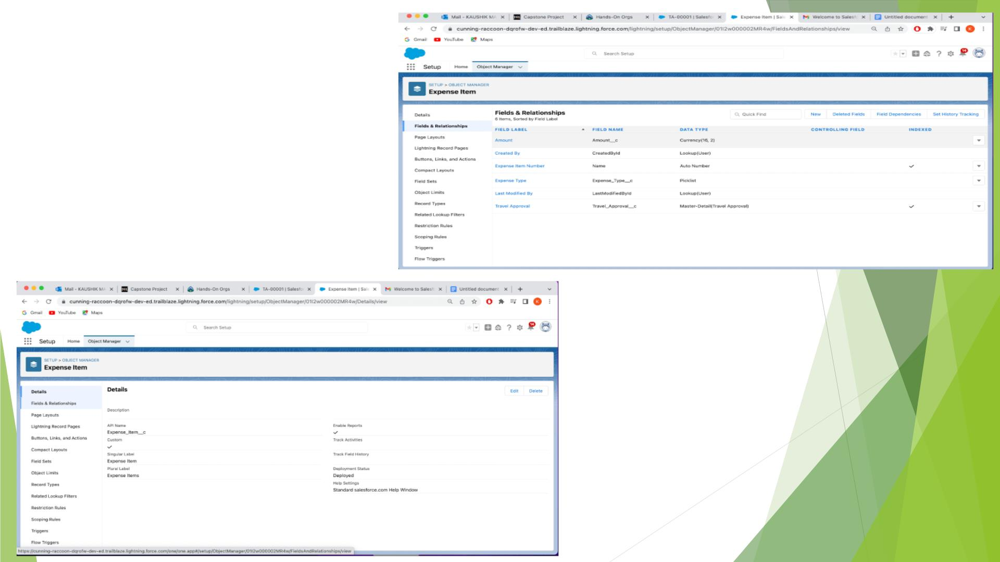 Mail - KAUSHIK MA
Capstone Project
Hands-On Orgs
TA-00001 | Salesfo
Expense Item | Sal
Welcome to Salesf
Untitled document
cunning-raccoon-dqrofw-dev-ed.trailblaze.lightning.force.com/lightning/setup/ObjectManager/01I2w000002MR4w/FieldsAndRelationships/view
K
Gmail YouTube Maps
Search Setup
14
Setup Home Object Manager
SETUP > OBJECT MANAGER
Expense Item
Details
Fields & Relationships
Page Layouts
Lightning Record Pages
Buttons, Links, and Actions
Compact Layouts
Field Sets
Object Limits
Record Types
Related Lookup Filters
Restriction Rules
Scoping Rules
Triggers
Flow Triggers
Fields & Relationships
6 Items, Sorted by Field Label
Quick Find
New Deleted Fields Field Dependencies Set History Tracking
FIELD LABEL FIELD NAME DATA TYPE CONTROLLING FIELD INDEXED
Amount Amount__c Currency(16, 2)
Created By CreatedById Lookup(User)
Expense Item Number Name Auto Number
Expense Type Expense_Type__c Picklist
Last Modified By LastModifiedById Lookup(User)
Travel Approval Travel_Approval__c Master-Detail(Travel Approval)
Mail - KAUSHIK MA
Capstone Project
Hands-On Orgs
TA-00001 | Salesfo
Expense Item | Sal
Welcome to Salesf
Untitled document
cunning-raccoon-dqrofw-dev-ed.trailblaze.lightning.force.com/lightning/setup/ObjectManager/01I2w000002MR4w/Details/view
K
Gmail YouTube Maps
Search Setup
14
Setup Home Object Manager
SETUP > OBJECT MANAGER
Expense Item
Details
Fields & Relationships
Page Layouts
Lightning Record Pages
Buttons, Links, and Actions
Compact Layouts
Field Sets
Object Limits
Record Types
Related Lookup Filters
Restriction Rules
Scoping Rules
Triggers
Flow Triggers
Details
Edit Delete
Description
API Name
Expense_Item__c
Custom
Singular Label
Expense Item
Plural Label
Expense Items
Enable Reports
Track Activities
Track Field History
Deployment Status
Deployed
Help Settings
Standard salesforce.com Help Window
https://cunning-raccoon-dqrofw-dev-ed.trailblaze.lightning.force.com/one/one.app#/setup/ObjectManager/01I2w000002MR4w/FieldsAndRelationships/view